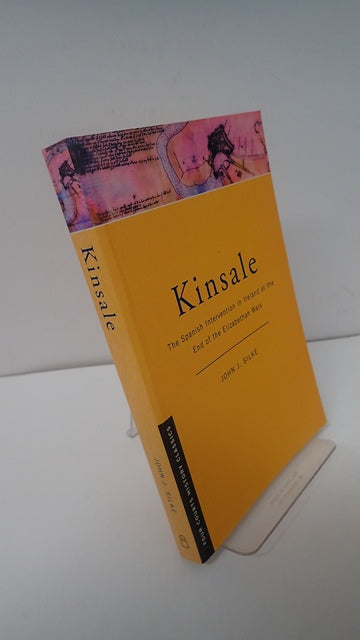 Kinsale
The Spanish Intervention in Ireland at the
End of the Elizabethan Wars
JOHN J. SILKE
Kinsale
JOHN J. SILKE
FOUR COURTS HISTORY CLASSICS